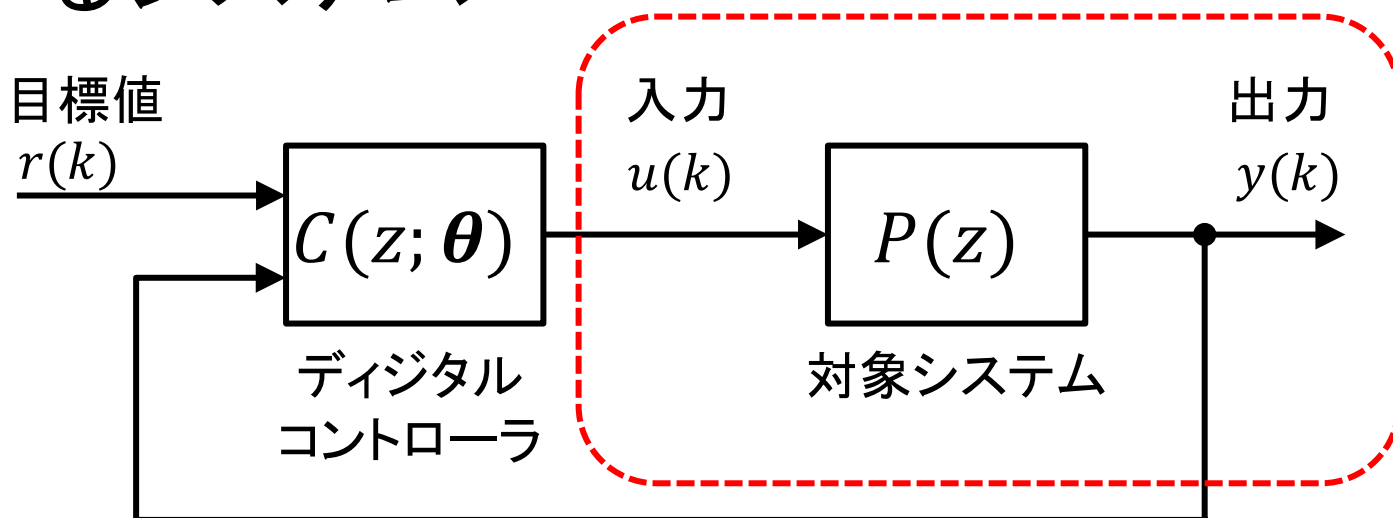 目標値
r(k)
入力
u(k)
出力
y(k)
C(z; θ)
P(z)
ディジタル
コントローラ
対象システム